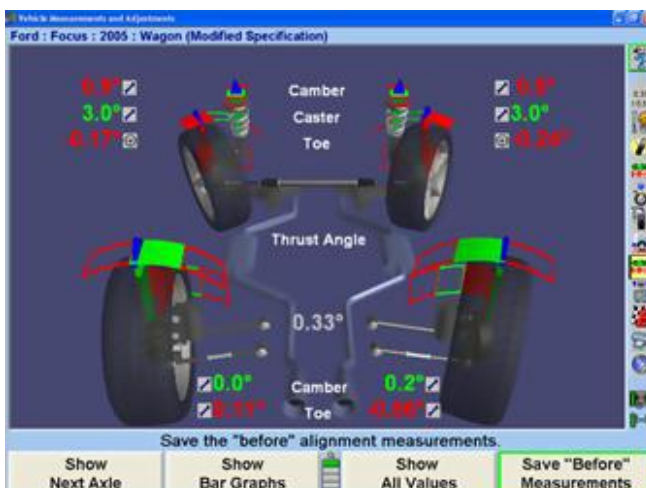 Vehicle Measurements and Adjustments
Ford : Focus : 2005 : Wagon (Modified Specification)
Camber
3.0° Caster 3.0°
-0.17° Toe
Thrust Angle
0.33°
0.0° Camber 0.2°
Toe
Save the "before" alignment measurements.
Show Show Show Save "Before"
Next Axle Bar Graphs All Values Measurements